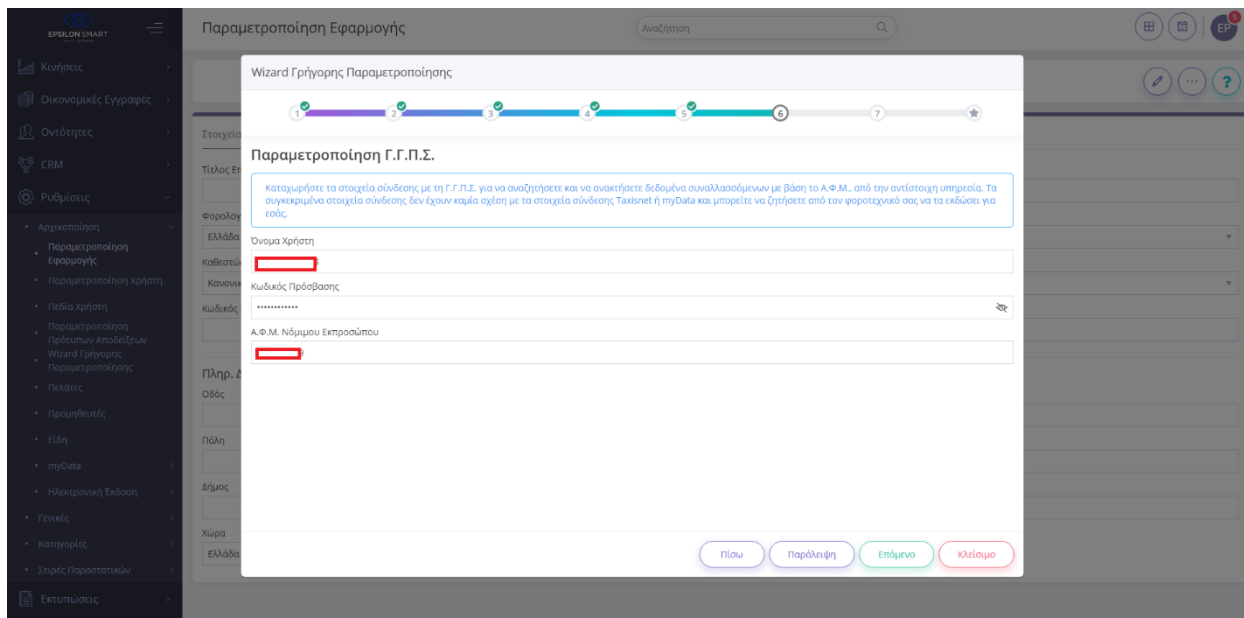 EPSILON SMART
Παραμετροποίηση Εφαρμογής
Αναζήτηση
EP
Κινήσεις
Οικονομικές Εγγραφές
Οντότητες
CRM
Ρυθμίσεις
Αρχικοποίηση
Παραμετροποίηση
Εφαρμογής
Παραμετροποίηση Χρήστη
Πεδία Χρήστη
Παραμετροποίηση
Πρότυπων Αποδείξεων
Wizard Γρήγορης
Παραμετροποίησης
Πελάτες
Προμηθευτές
Είδη
myData
Ηλεκτρονική Έκδοση
Γενικές
Κατηγορίες
Σειρές Παραστατικών
Εκτυπώσεις
Στοιχεία
Τίτλος Επ
Φορολογ
Ελλάδα
Καθεστώ
Κανονικ
Κωδικός
Πληρ. Δ
Οδός
Πόλη
Δήμος
Χώρα
Ελλάδα
Wizard Γρήγορης Παραμετροποίησης
1 2 3 4 5 6 7
Παραμετροποίηση Γ.Γ.Π.Σ.
Καταχωρήστε τα στοιχεία σύνδεσης με τη Γ.Γ.Π.Σ. για να αναζητήσετε και να ανακτήσετε δεδομένα συναλλασσόμενων με βάση το Α.Φ.Μ., από την αντίστοιχη υπηρεσία. Τα
συγκεκριμένα στοιχεία σύνδεσης δεν έχουν καμία σχέση με τα στοιχεία σύνδεσης Taxisnet ή myData και μπορείτε να ζητήσετε από τον φοροτεχνικό σας να τα εκδώσει για
εσάς.
Όνομα Χρήστη
Κωδικός Πρόσβασης
Α.Φ.Μ. Νόμιμου Εκπροσώπου
Πίσω
Παράλειψη
Επόμενο
Κλείσιμο